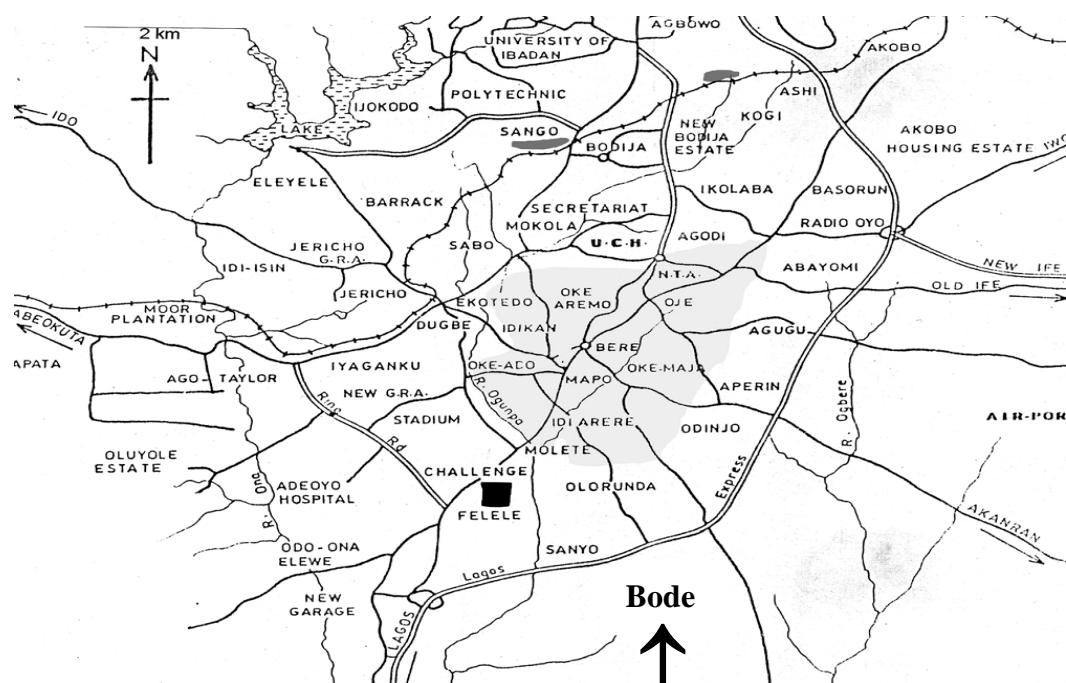 2 km
N
AGBOWO
UNIVERSITY OF
IBADAN
AKOBO
POLYTECHNIC
ASHI
IJOKODO
KOGI
IDO
LAKE
SANGO
NEW
BODIJA
ESTATE
BODIJA
AKOBO
HOUSING ESTATE
IWO
ELEYELE
BARRACK
IKOLABA
BASORUN
SECRETARIAT
MOKOLA
RADIO OYO
U.C.H.
AGODI
SABO
JERICHO
G.R.A.
IDI-ISIN
N.T.A.
ABAYOMI
NEW IFE
OLD IFE
JERICHO
EKOTEDO
OKE
AREMO
OJE
MOOR
PLANTATION
ABEOKUTA
DUGBE
IDIKAN
AGUGU
BERE
APATA
IYAGANKU
OKE-ADO
OKE-MAJA
AGO-TAYLOR
MAPO
APERIN
R. Ogbere
NEW G.R.A.
R. Ogunpa
Ring
Rd
STADIUM
IDI ARERE
ODINJO
AIR-POR
MOLETE
OLUYOLE
ESTATE
CHALLENGE
ADEOYO
HOSPITAL
OLORUNDA
Express
R. Ona
FELELE
AKANRAN
ODO-ONA
ELEWE
SANYO
Lagos
NEW
GARAGE
Bode
LAGOS